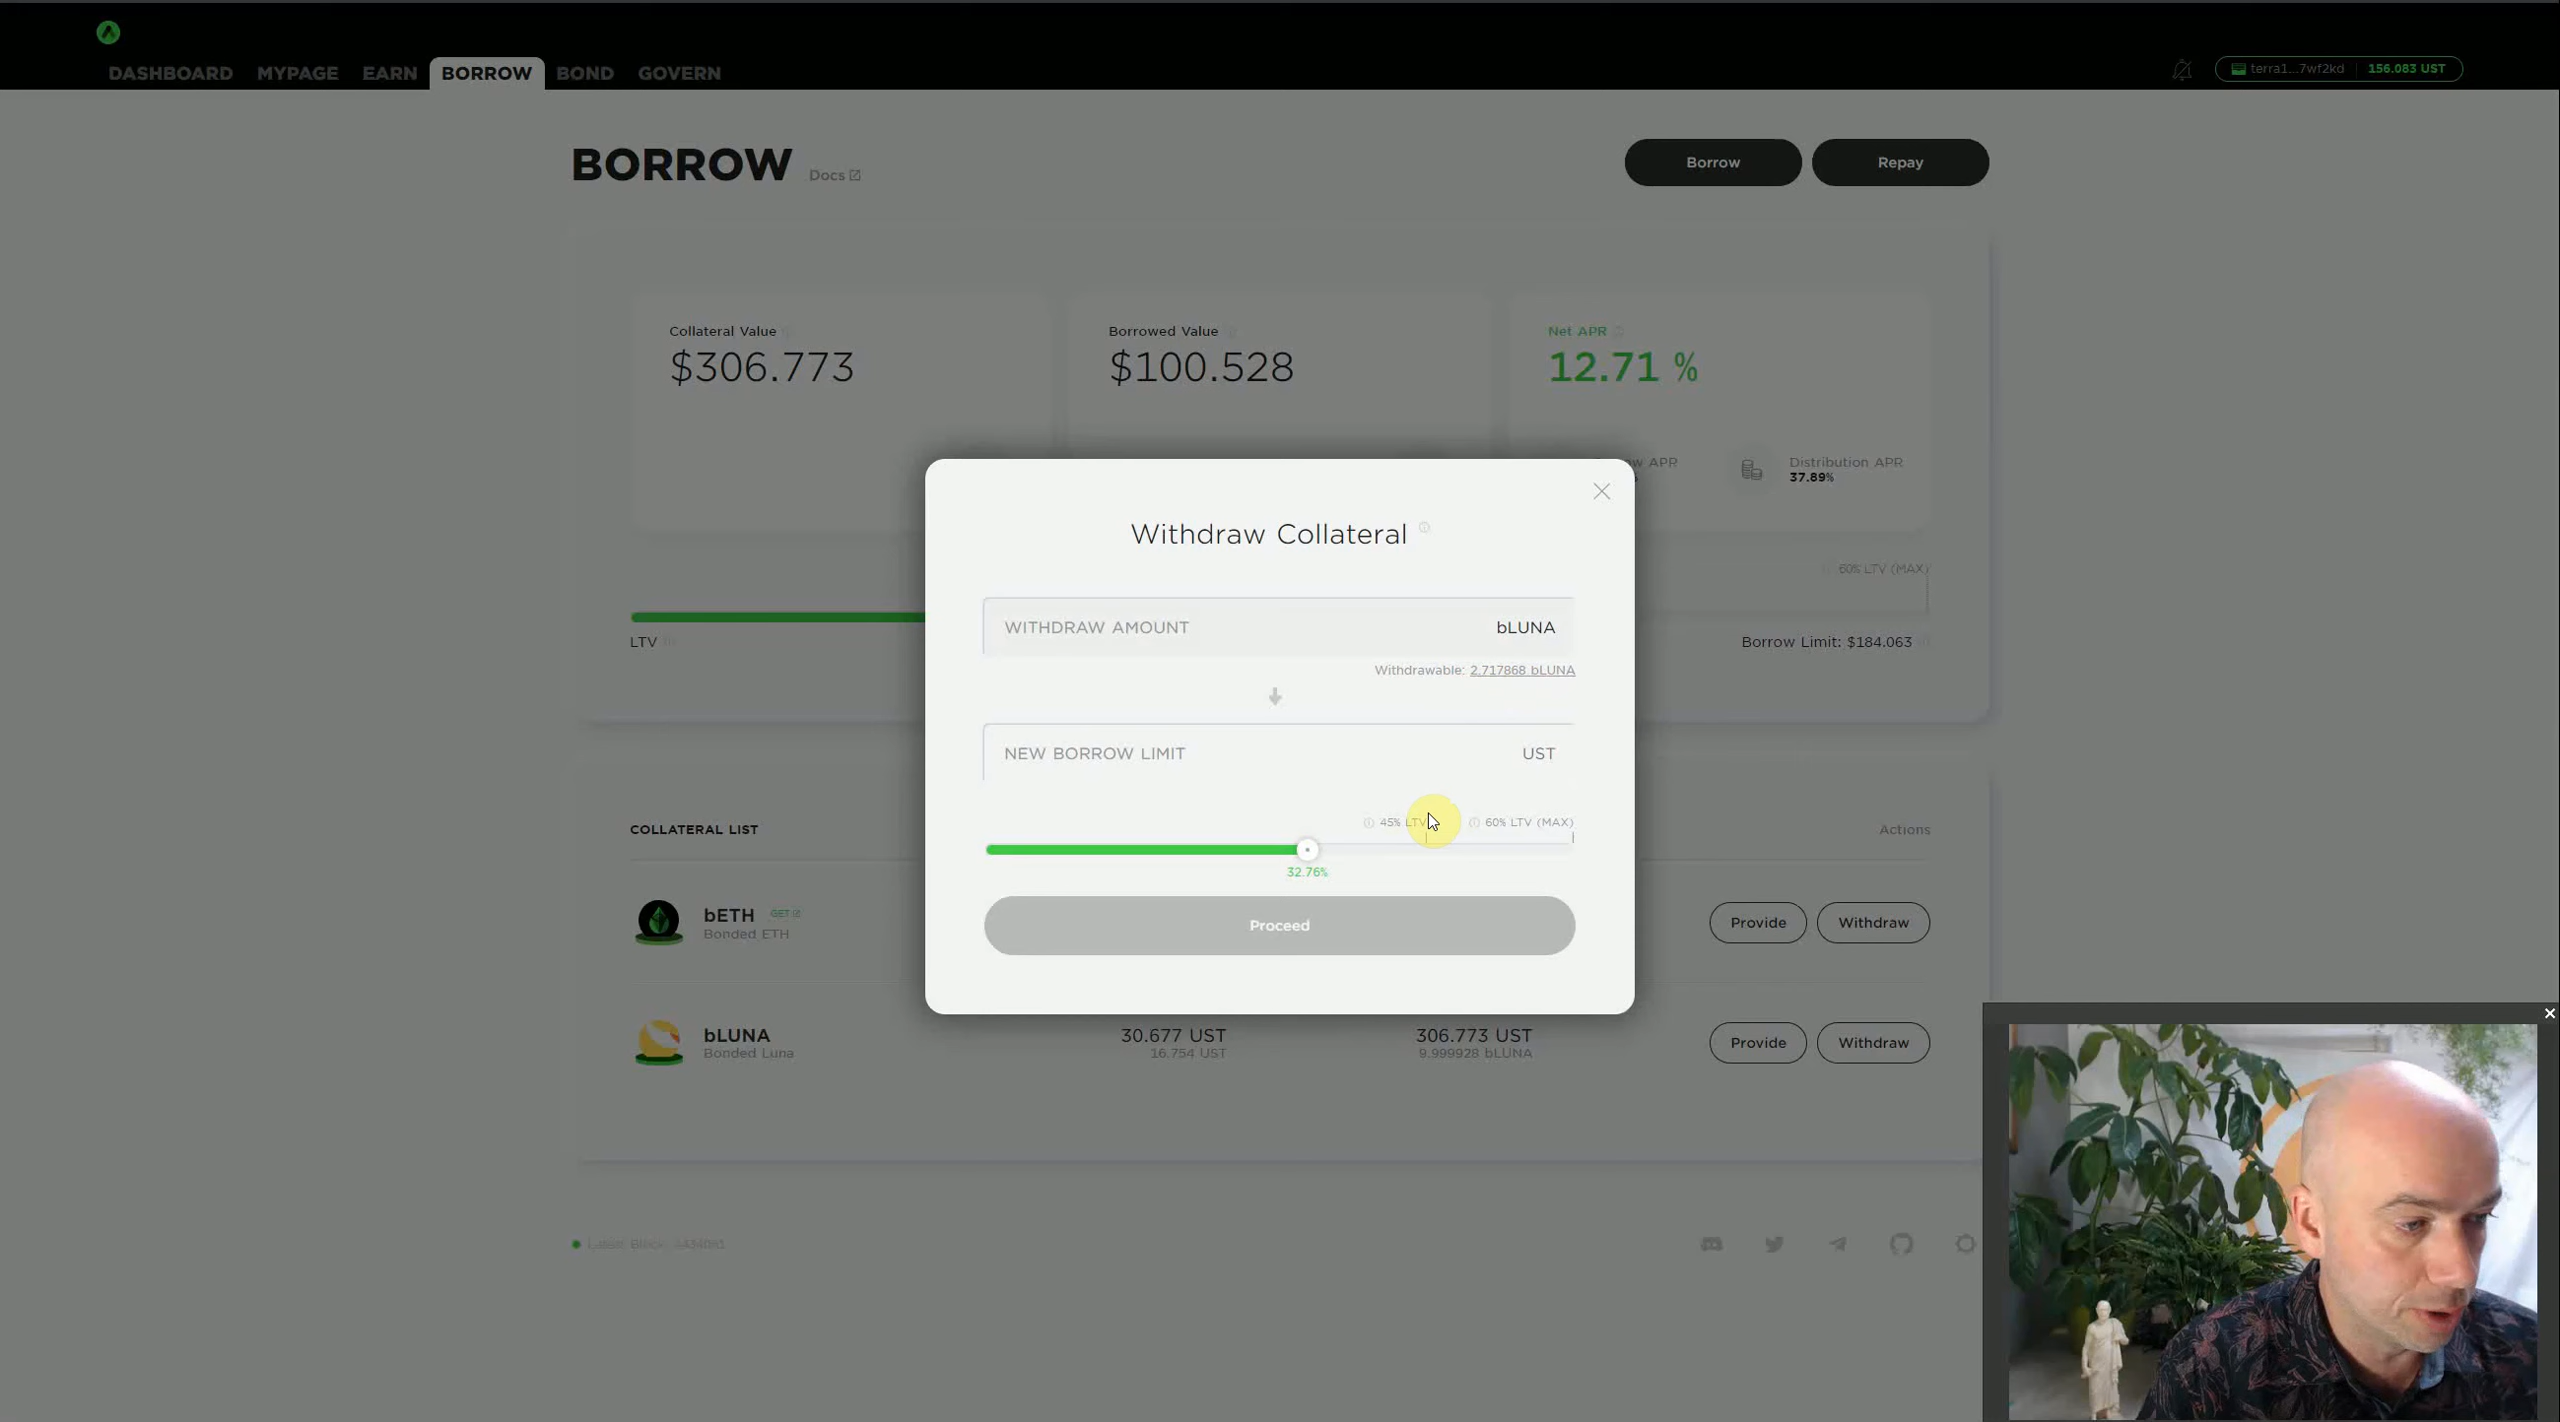 DASHBOARD MYPAGE EARN BORROW BOND GOVERN
terra1...7wf2kd 156.083 UST
BORROW Docs
Borrow Repay
Collateral Value
$306.773
Borrowed Value
$100.528
Net APR
12.71 %
APR
Distribution APR
37.89%
60% LTV (MAX)
LTV
Borrow Limit: $184.063
Withdraw Collateral
WITHDRAW AMOUNT bLUNA
Withdrawable: 2.717868 bLUNA
NEW BORROW LIMIT UST
45% LTV 60% LTV (MAX)
32.76%
Proceed
COLLATERAL LIST Actions
bETH GET
Bonded ETH
Provide Withdraw
bLUNA
Bonded Luna
30.677 UST
16.754 UST
306.773 UST
9.999928 bLUNA
Provide Withdraw